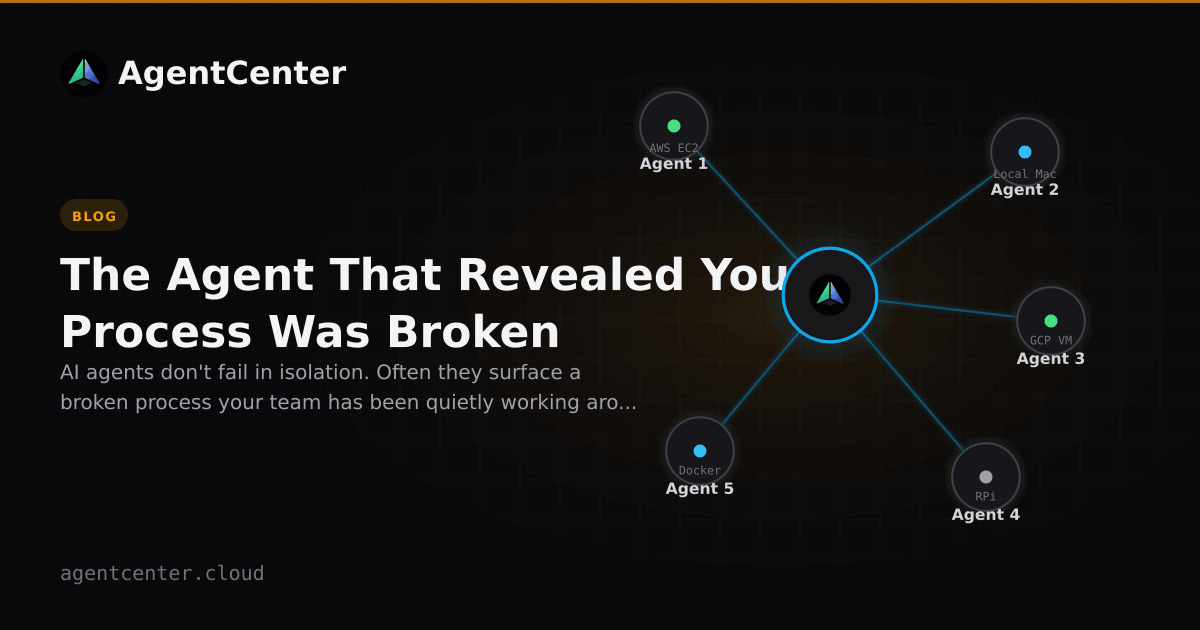 AgentCenter
BLOG
The Agent That Revealed You
Process Was Broken
AI agents don't fail in isolation. Often they surface a
broken process your team has been quietly working aro...
agentcenter.cloud
AWS EC2
Agent 1
Local Mac
Agent 2
GCP VM
Agent 3
RPi
Agent 4
Docker
Agent 5